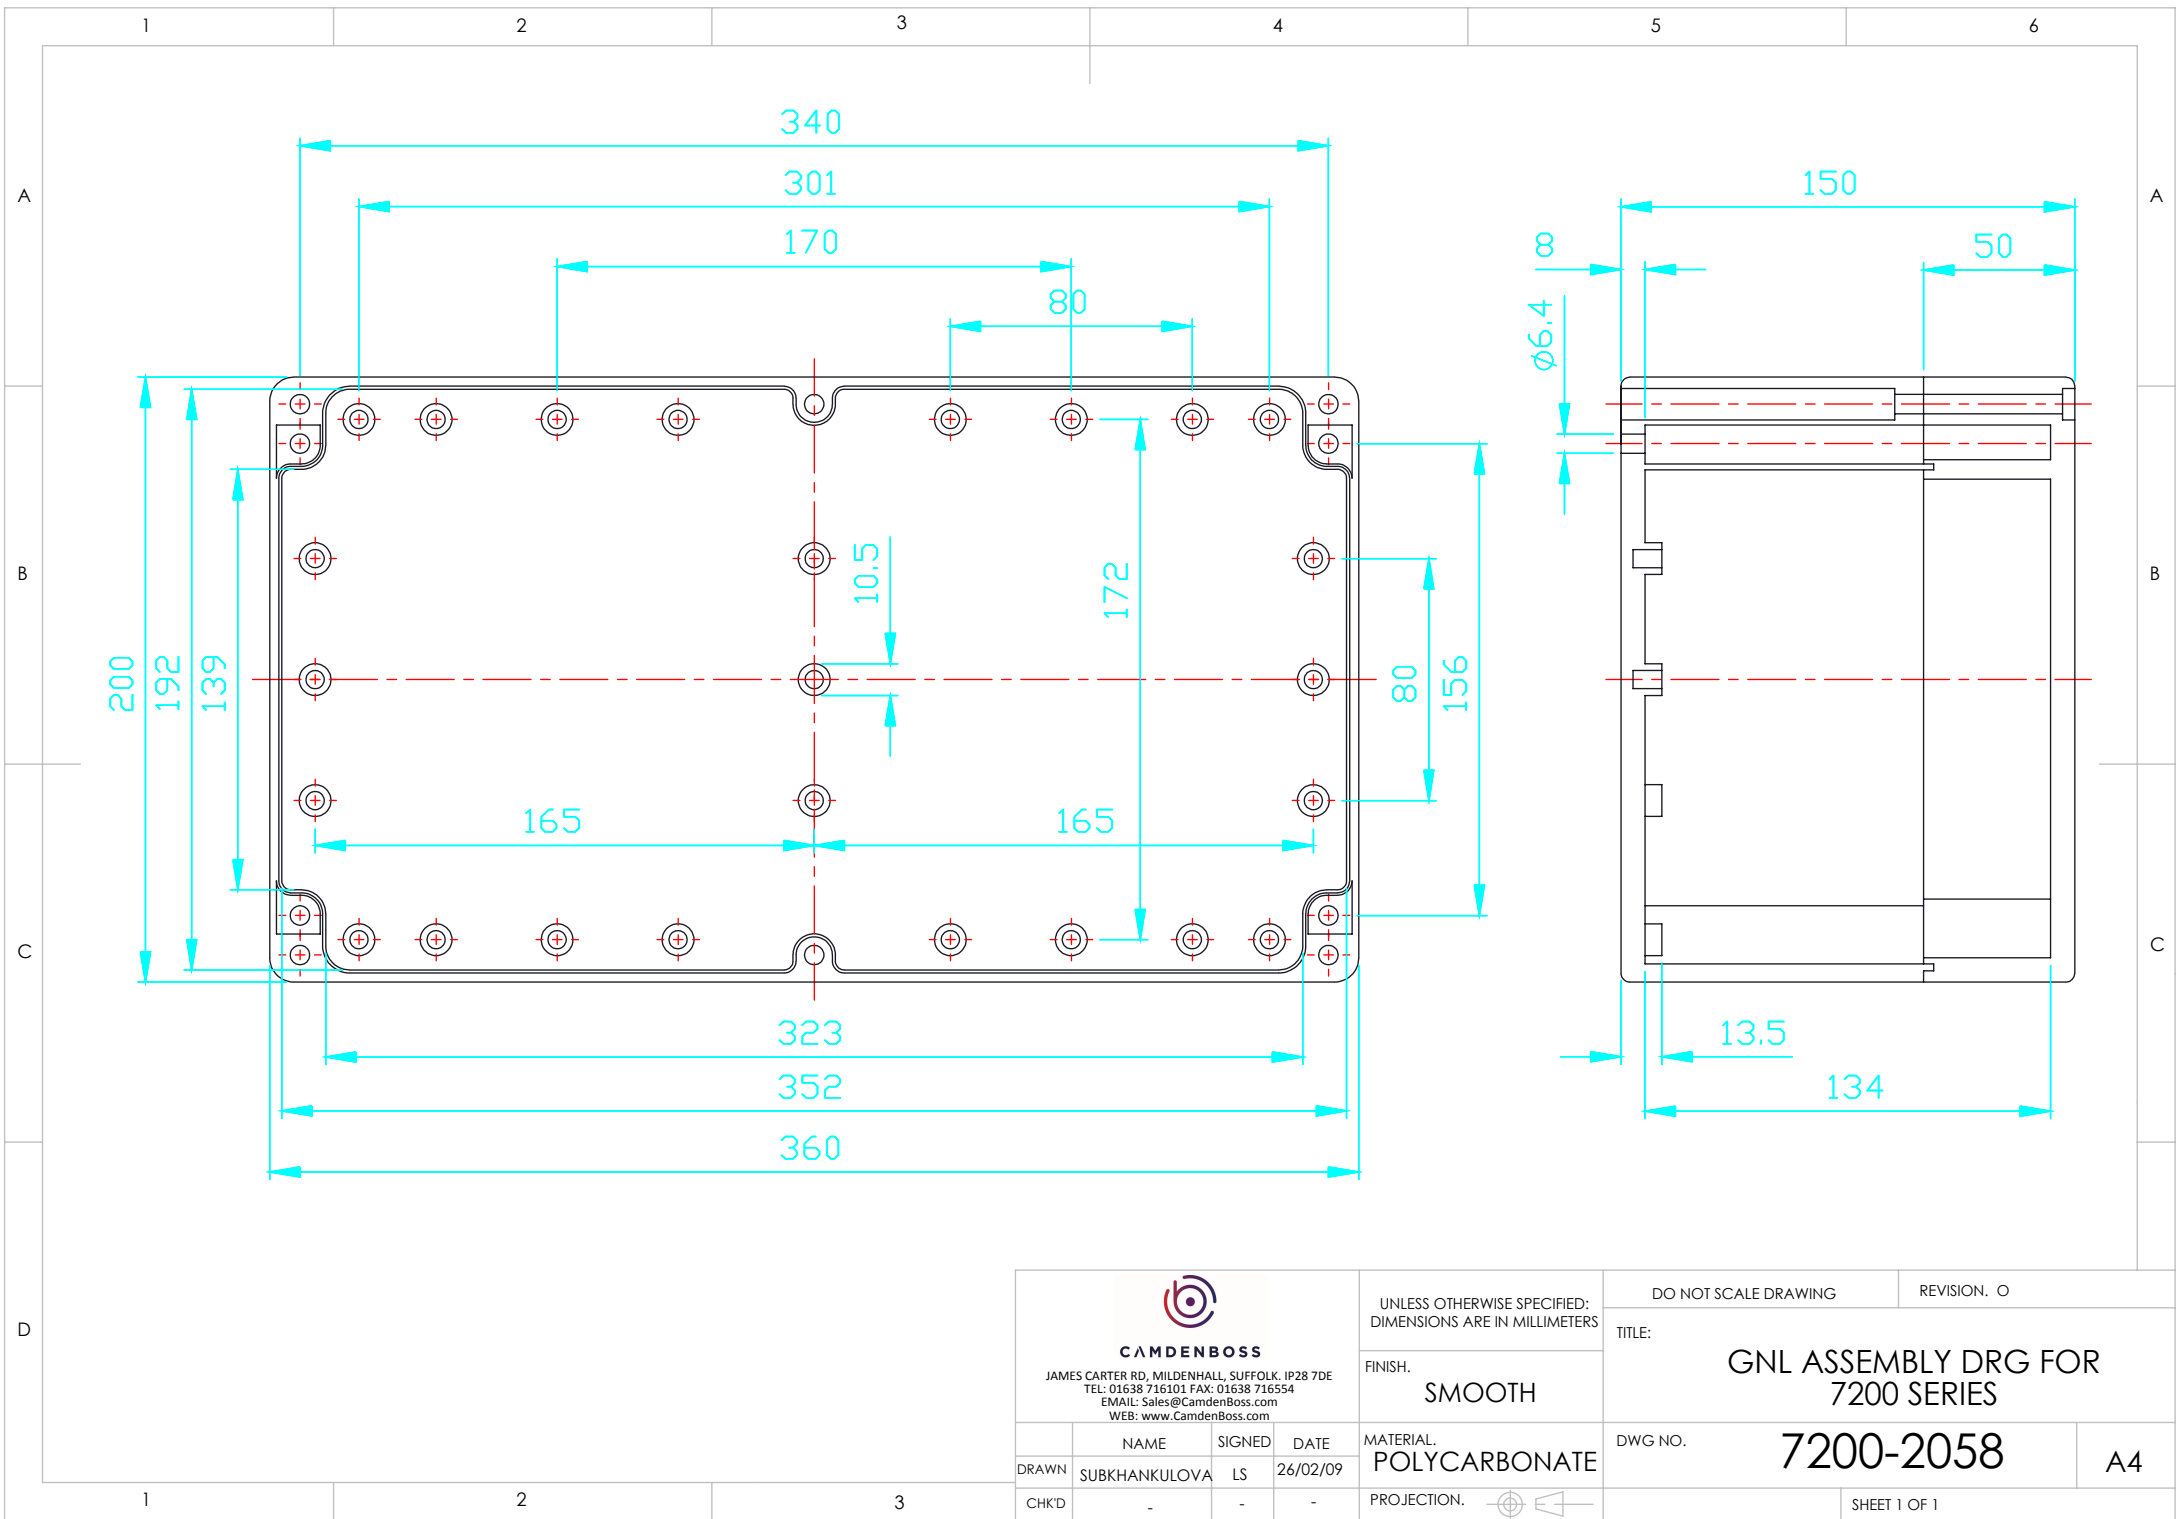 1 2 3 4 5 6
A A
B B
C C
D
1 2 3
340
301
170
80
200
192
139
10.5
172
80
156
165
165
323
352
360
150
8
50
Ø6.4
13.5
134
CAMDENBOSS
JAMES CARTER RD, MILDENHALL, SUFFOLK. IP28 7DE
TEL: 01638 716101 FAX: 01638 716554
EMAIL: Sales@CamdenBoss.com
WEB: www.CamdenBoss.com
NAME SIGNED DATE
DRAWN SUBKHANKULOVA LS 26/02/09
CHK'D - - -
UNLESS OTHERWISE SPECIFIED:
DIMENSIONS ARE IN MILLIMETERS
FINISH.
SMOOTH
MATERIAL.
POLYCARBONATE
PROJECTION.
DO NOT SCALE DRAWING
REVISION. O
TITLE:
GNL ASSEMBLY DRG FOR
7200 SERIES
DWG NO.
7200-2058
A4
SHEET 1 OF 1